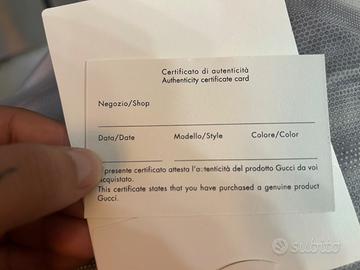 Certificato di autenticità
Authenticity certificate card
Negozio/Shop
Data/Date Modello/Style Colore/Color
presente certificato attesta l'autenticità del prodotto Gucci da voi
acquistato.
This certificate states that you have purchased a genuine product
Gucci.
subito